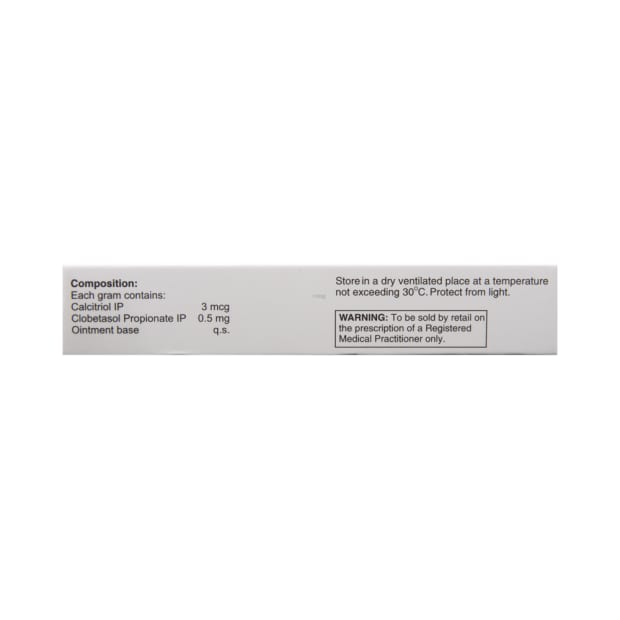 Composition:
Each gram contains:
Calcitriol IP 3 mcg
Clobetasol Propionate IP 0.5 mg
Ointment base q.s.
Store in a dry ventilated place at a temperature
not exceeding 30°C. Protect from light.
WARNING: To be sold by retail on
the prescription of a Registered
Medical Practitioner only.